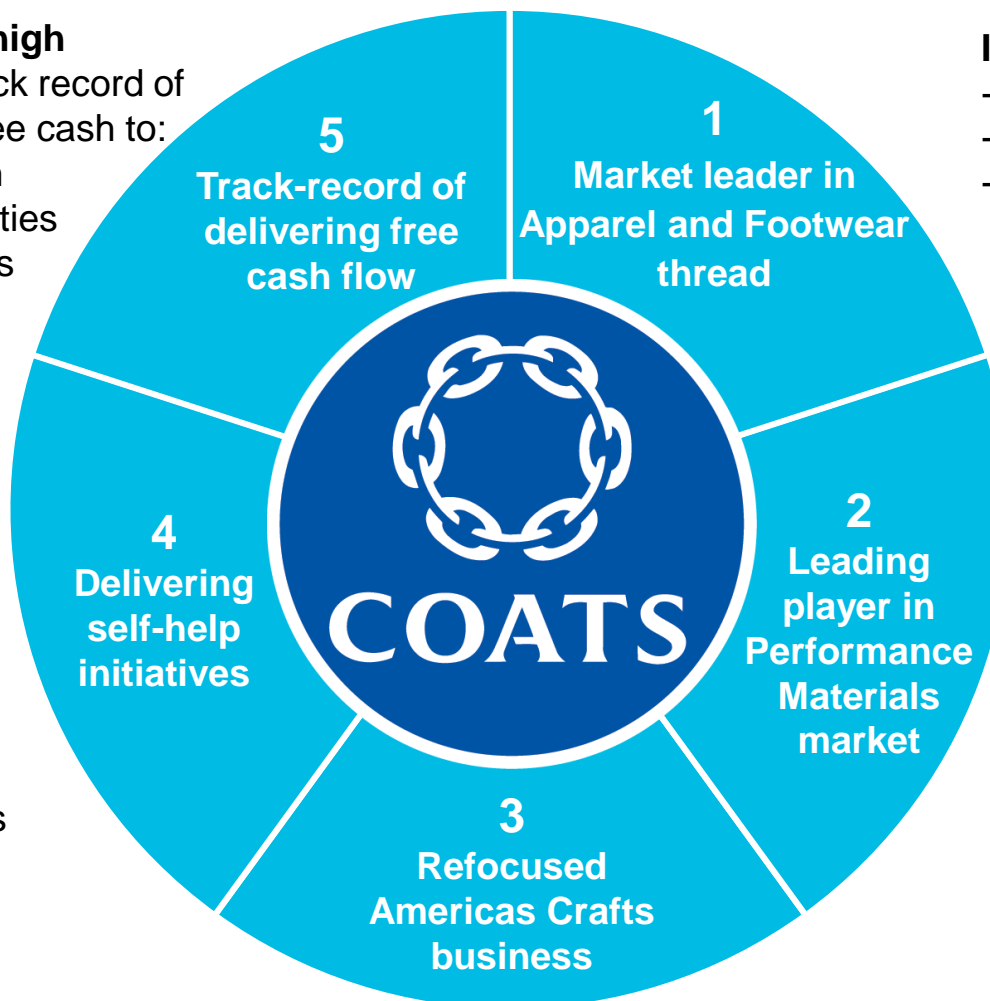 high
ck record of
ee cash to:
5
Track-record of
delivering free
cash flow
1
Market leader in
Apparel and Footwear
thread
-
-
-
ties
s
COATS
4
Delivering
self-help
initiatives
2
Leading
player in
Performance
Materials
market
s
3
Refocused
Americas Crafts
business